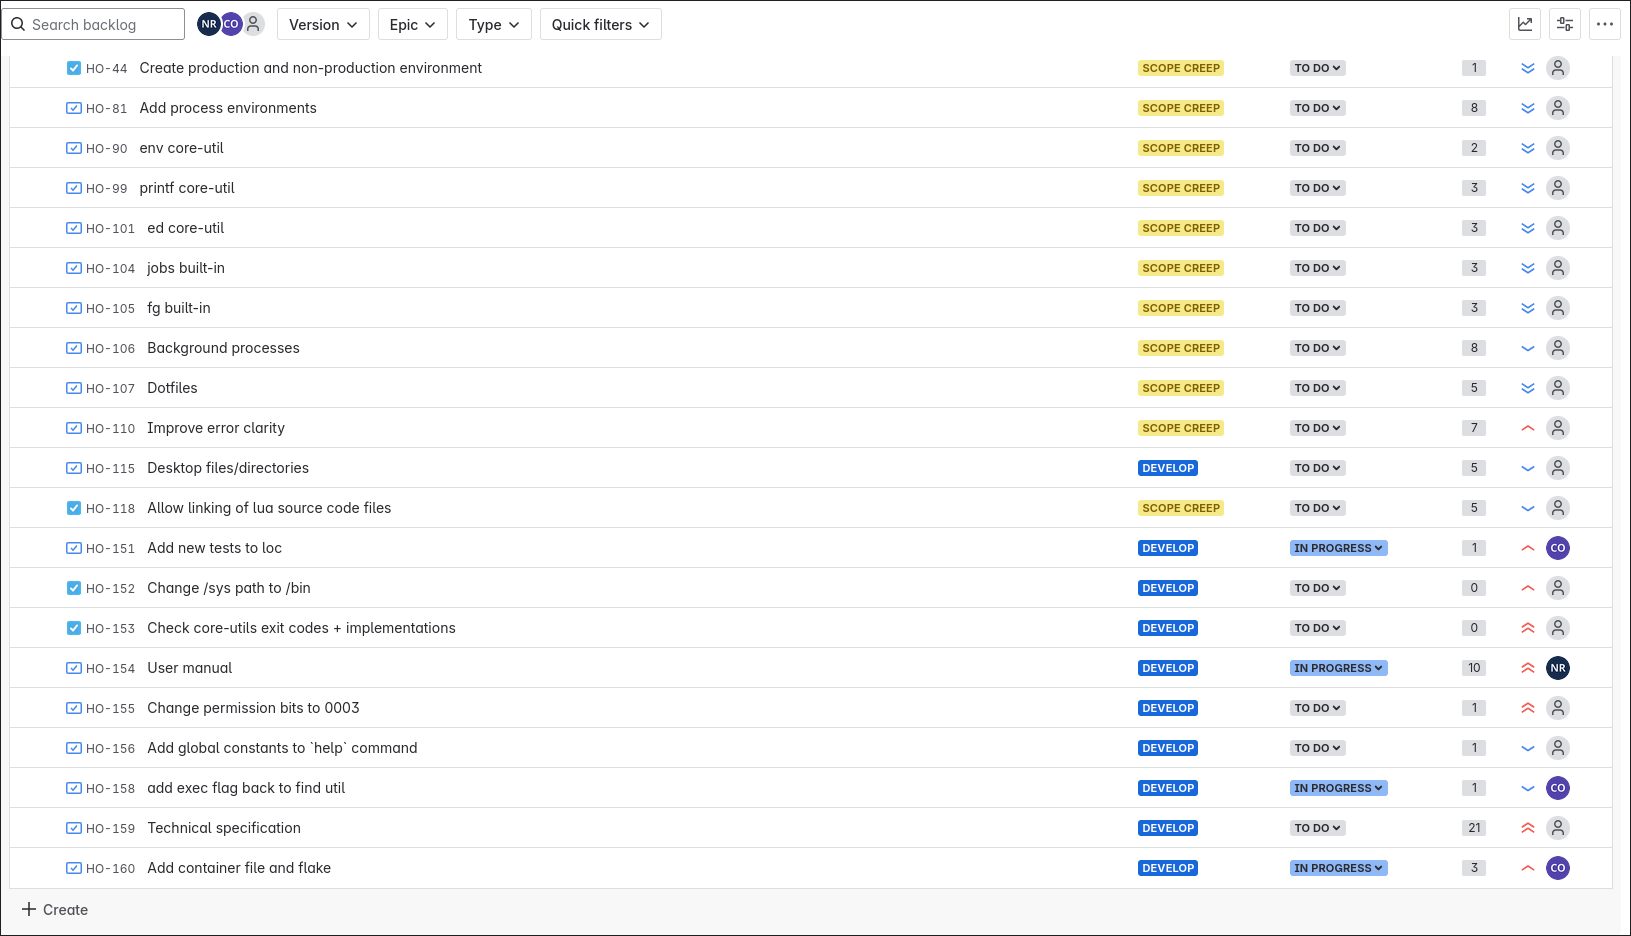 Search backlog NR CO Version Epic Type Quick filters
HO-44 Create production and non-production environment SCOPE CREEP TO DO 1
HO-81 Add process environments SCOPE CREEP TO DO 8
HO-90 env core-util SCOPE CREEP TO DO 2
HO-99 printf core-util SCOPE CREEP TO DO 3
HO-101 ed core-util SCOPE CREEP TO DO 3
HO-104 jobs built-in SCOPE CREEP TO DO 3
HO-105 fg built-in SCOPE CREEP TO DO 3
HO-106 Background processes SCOPE CREEP TO DO 8
HO-107 Dotfiles SCOPE CREEP TO DO 5
HO-110 Improve error clarity SCOPE CREEP TO DO 7
HO-115 Desktop files/directories DEVELOP TO DO 5
HO-118 Allow linking of lua source code files SCOPE CREEP TO DO 5
HO-151 Add new tests to loc DEVELOP IN PROGRESS 1 CO
HO-152 Change /sys path to /bin DEVELOP TO DO 0
HO-153 Check core-utils exit codes + implementations DEVELOP TO DO 0
HO-154 User manual DEVELOP IN PROGRESS 10 NR
HO-155 Change permission bits to 0003 DEVELOP TO DO 1
HO-156 Add global constants to `help` command DEVELOP TO DO 1
HO-158 add exec flag back to find util DEVELOP IN PROGRESS 1 CO
HO-159 Technical specification DEVELOP TO DO 21
HO-160 Add container file and flake DEVELOP IN PROGRESS 3 CO
Create